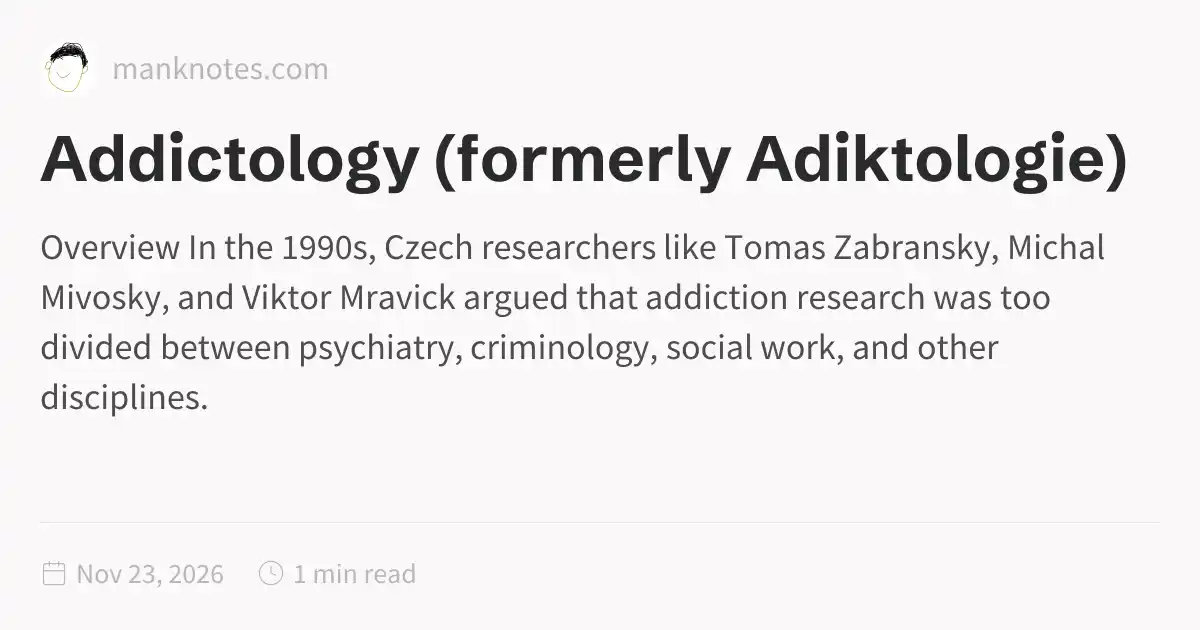 manknotes.com
Addictology (formerly Adiktologie)
Overview In the 1990s, Czech researchers like Tomas Zabransky, Michal
Mivosky, and Viktor Mravick argued that addiction research was too
divided between psychiatry, criminology, social work, and other
disciplines.
Nov 23, 2026 1 min read